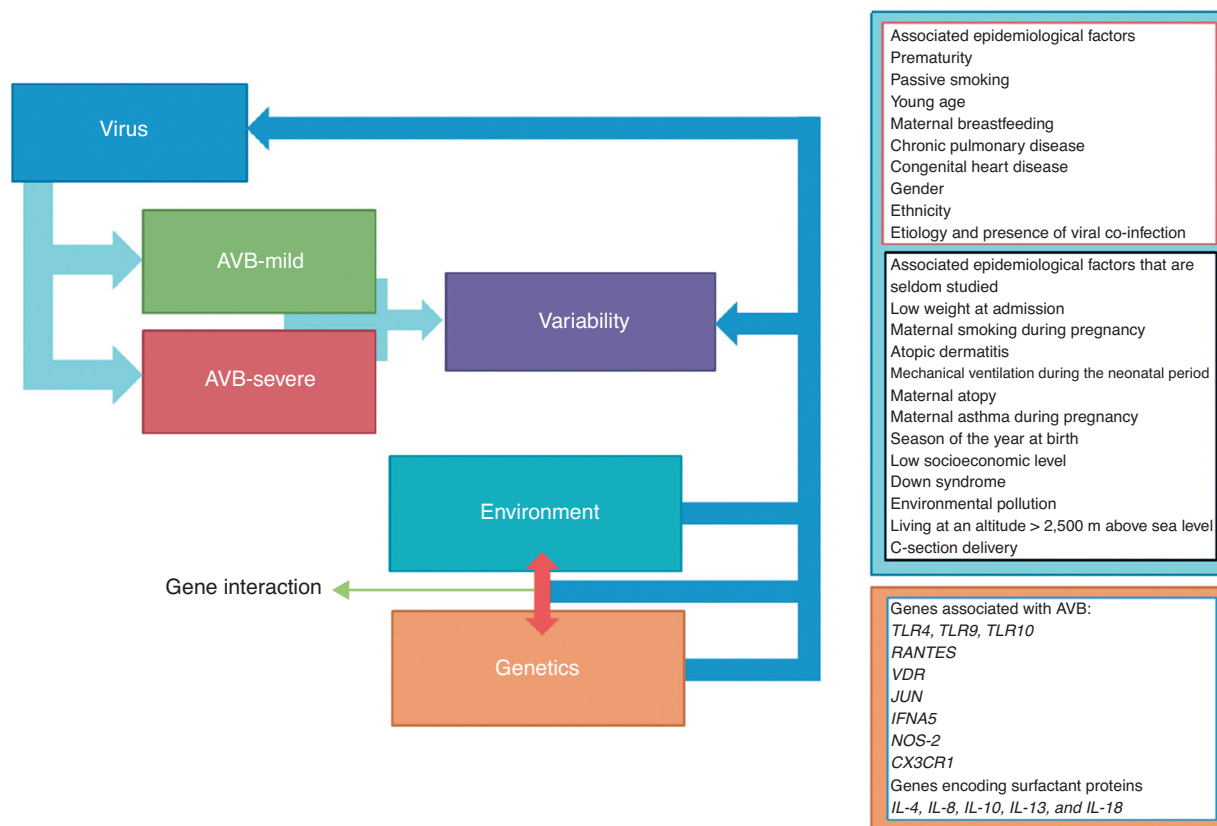 Virus
AVB-mild
AVB-severe
Variability
Environment
Gene interaction
Genetics
Associated epidemiological factors
Prematurity
Passive smoking
Young age
Maternal breastfeeding
Chronic pulmonary disease
Congenital heart disease
Gender
Ethnicity
Etiology and presence of viral co-infection
Associated epidemiological factors that are
seldom studied
Low weight at admission
Maternal smoking during pregnancy
Atopic dermatitis
Mechanical ventilation during the neonatal period
Maternal atopy
Maternal asthma during pregnancy
Season of the year at birth
Low socioeconomic level
Down syndrome
Environmental pollution
Living at an altitude > 2,500 m above sea level
C-section delivery
Genes associated with AVB:
TLR4, TLR9, TLR10
RANTES
VDR
JUN
IFNA5
NOS-2
CX3CR1
Genes encoding surfactant proteins
IL-4, IL-8, IL-10, IL-13, and IL-18